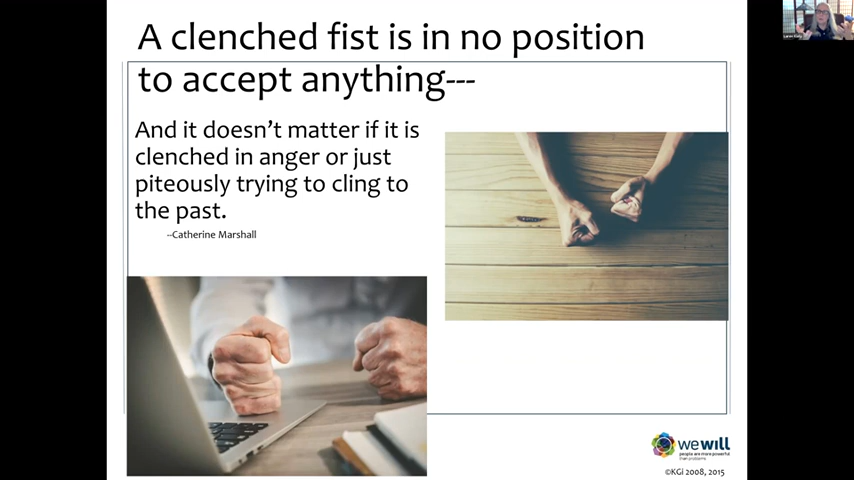 A clenched fist is in no position
to accept anything---
And it doesn't matter if it is
clenched in anger or just
piteously trying to cling to
the past.
--Catherine Marshall
we will
people are more powerful
than problems
©KGi 2008, 2015